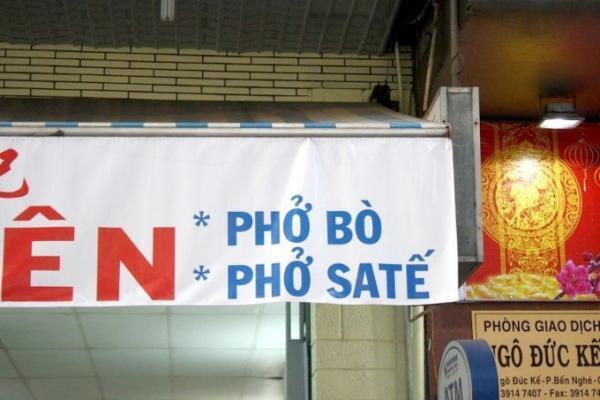 ÊN
* PHỞ BÒ
* PHỞ SATẾ
PHÒNG GIAO DỊCH
NGÔ ĐỨC KẾ
Ngô Đức Kế-P.Bến Nghé-
3914 7407 - Fax: 3914 74
ATM